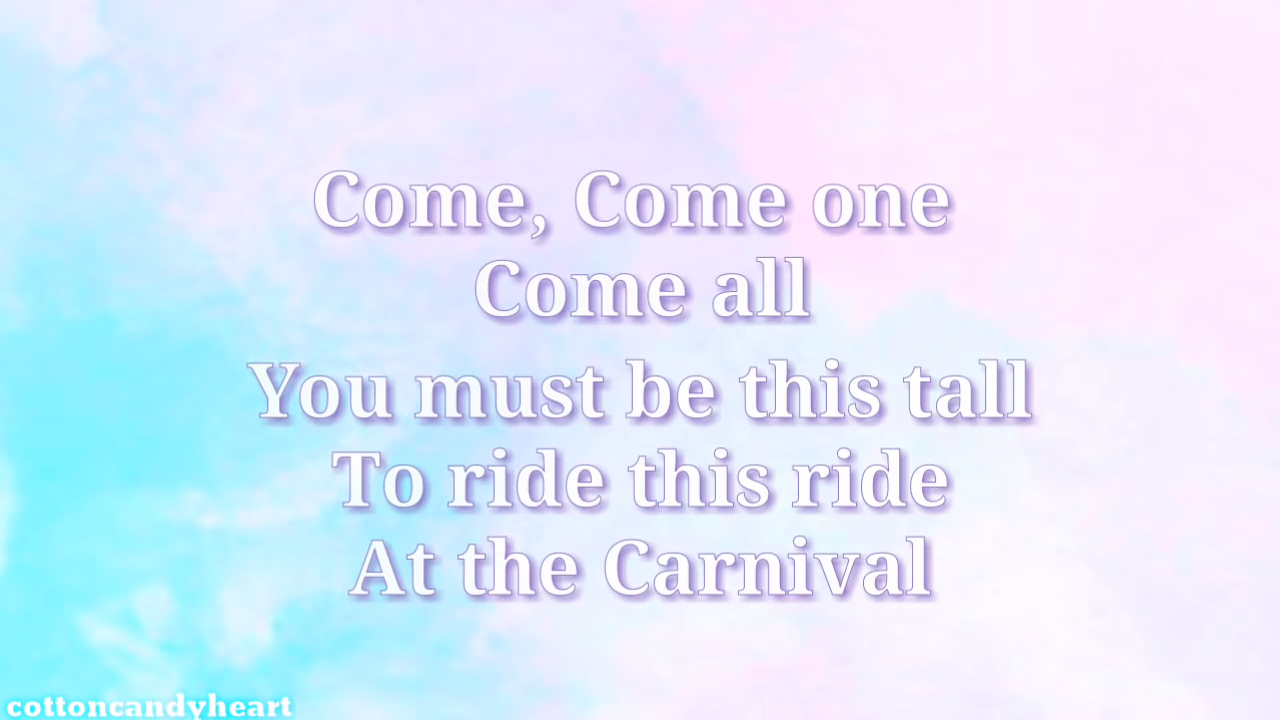 Come, Come one
Come all
You must be this tall
To ride this ride
At the Carnival
cottoncandyheart